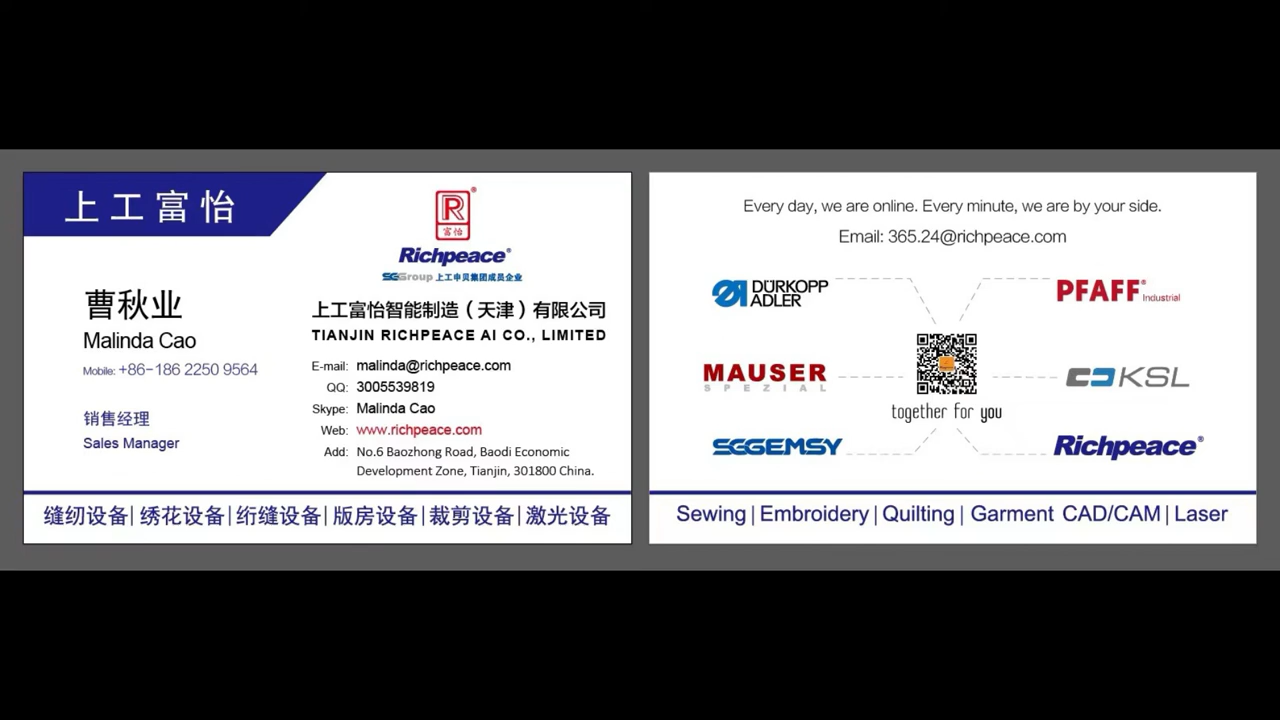 上工富怡
R®
富怡
Richpeace®
SGGroup 上工申贝集团成员企业
曹秋业
Malinda Cao
Mobile: +86-186 2250 9564
销售经理
Sales Manager
上工富怡智能制造（天津）有限公司
TIANJIN RICHPEACE AI CO., LIMITED
E-mail: malinda@richpeace.com
QQ: 3005539819
Skype: Malinda Cao
Web: www.richpeace.com
Add: No.6 Baozhong Road, Baodi Economic
Development Zone, Tianjin, 301800 China.
缝纫设备|绣花设备|绗缝设备|版房设备|裁剪设备|激光设备
Every day, we are online. Every minute, we are by your side.
Email: 365.24@richpeace.com
DÜRKOPP
ADLER
PFAFF® Industrial
MAUSER
SPEZIAL
KSL
together for you
SGGEMSY
Richpeace®
Sewing|Embroidery|Quilting| Garment CAD/CAM|Laser